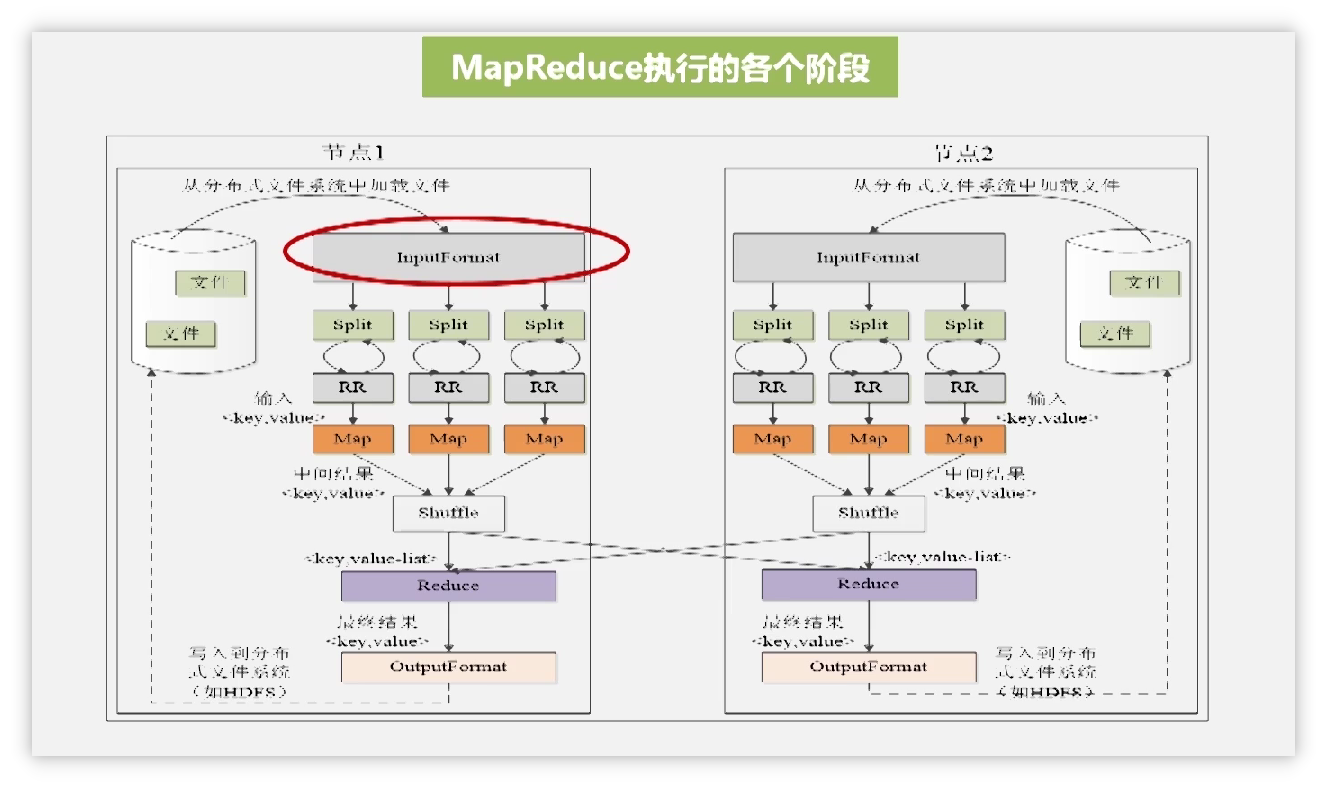 MapReduce执行的各个阶段
节点1
从分布式文件系统中加载文件
InputFormat
文件
文件
Split
Split
Split
RR
RR
RR
输入
<key,value>
Map
Map
Map
中间结果
<key,value>
Shuffle
<key,value-list>
Reduce
最终结果
<key,value>
OutputFormat
写入到分布
式文件系统
（如HDFS）
节点2
从分布式文件系统中加载文件
InputFormat
文件
文件
Split
Split
Split
RR
RR
RR
输入
<key,value>
Map
Map
Map
中间结果
<key,value>
Shuffle
<key,value-list>
Reduce
最终结果
<key,value>
OutputFormat
写入到分布
式文件系统
（如HDFS）